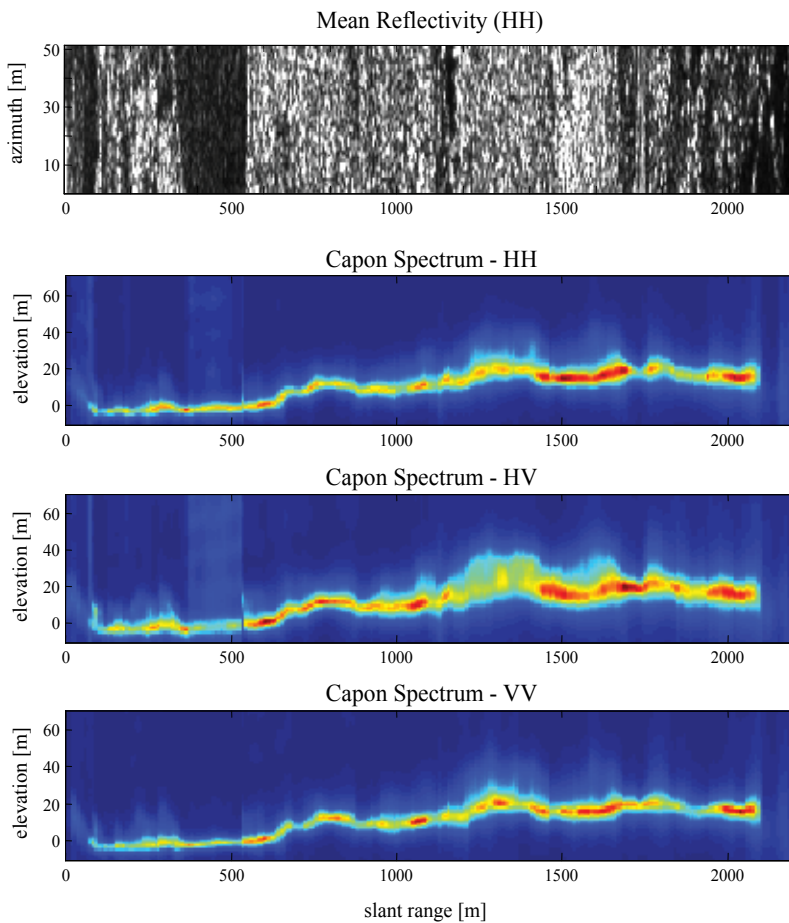 Mean Reflectivity (HH)
azimuth [m]
50
30
10
0 500 1000 1500 2000
Capon Spectrum - HH
elevation [m]
60
40
20
0
0 500 1000 1500 2000
Capon Spectrum - HV
elevation [m]
60
40
20
0
0 500 1000 1500 2000
Capon Spectrum - VV
elevation [m]
60
40
20
0
0 500 1000 1500 2000
slant range [m]